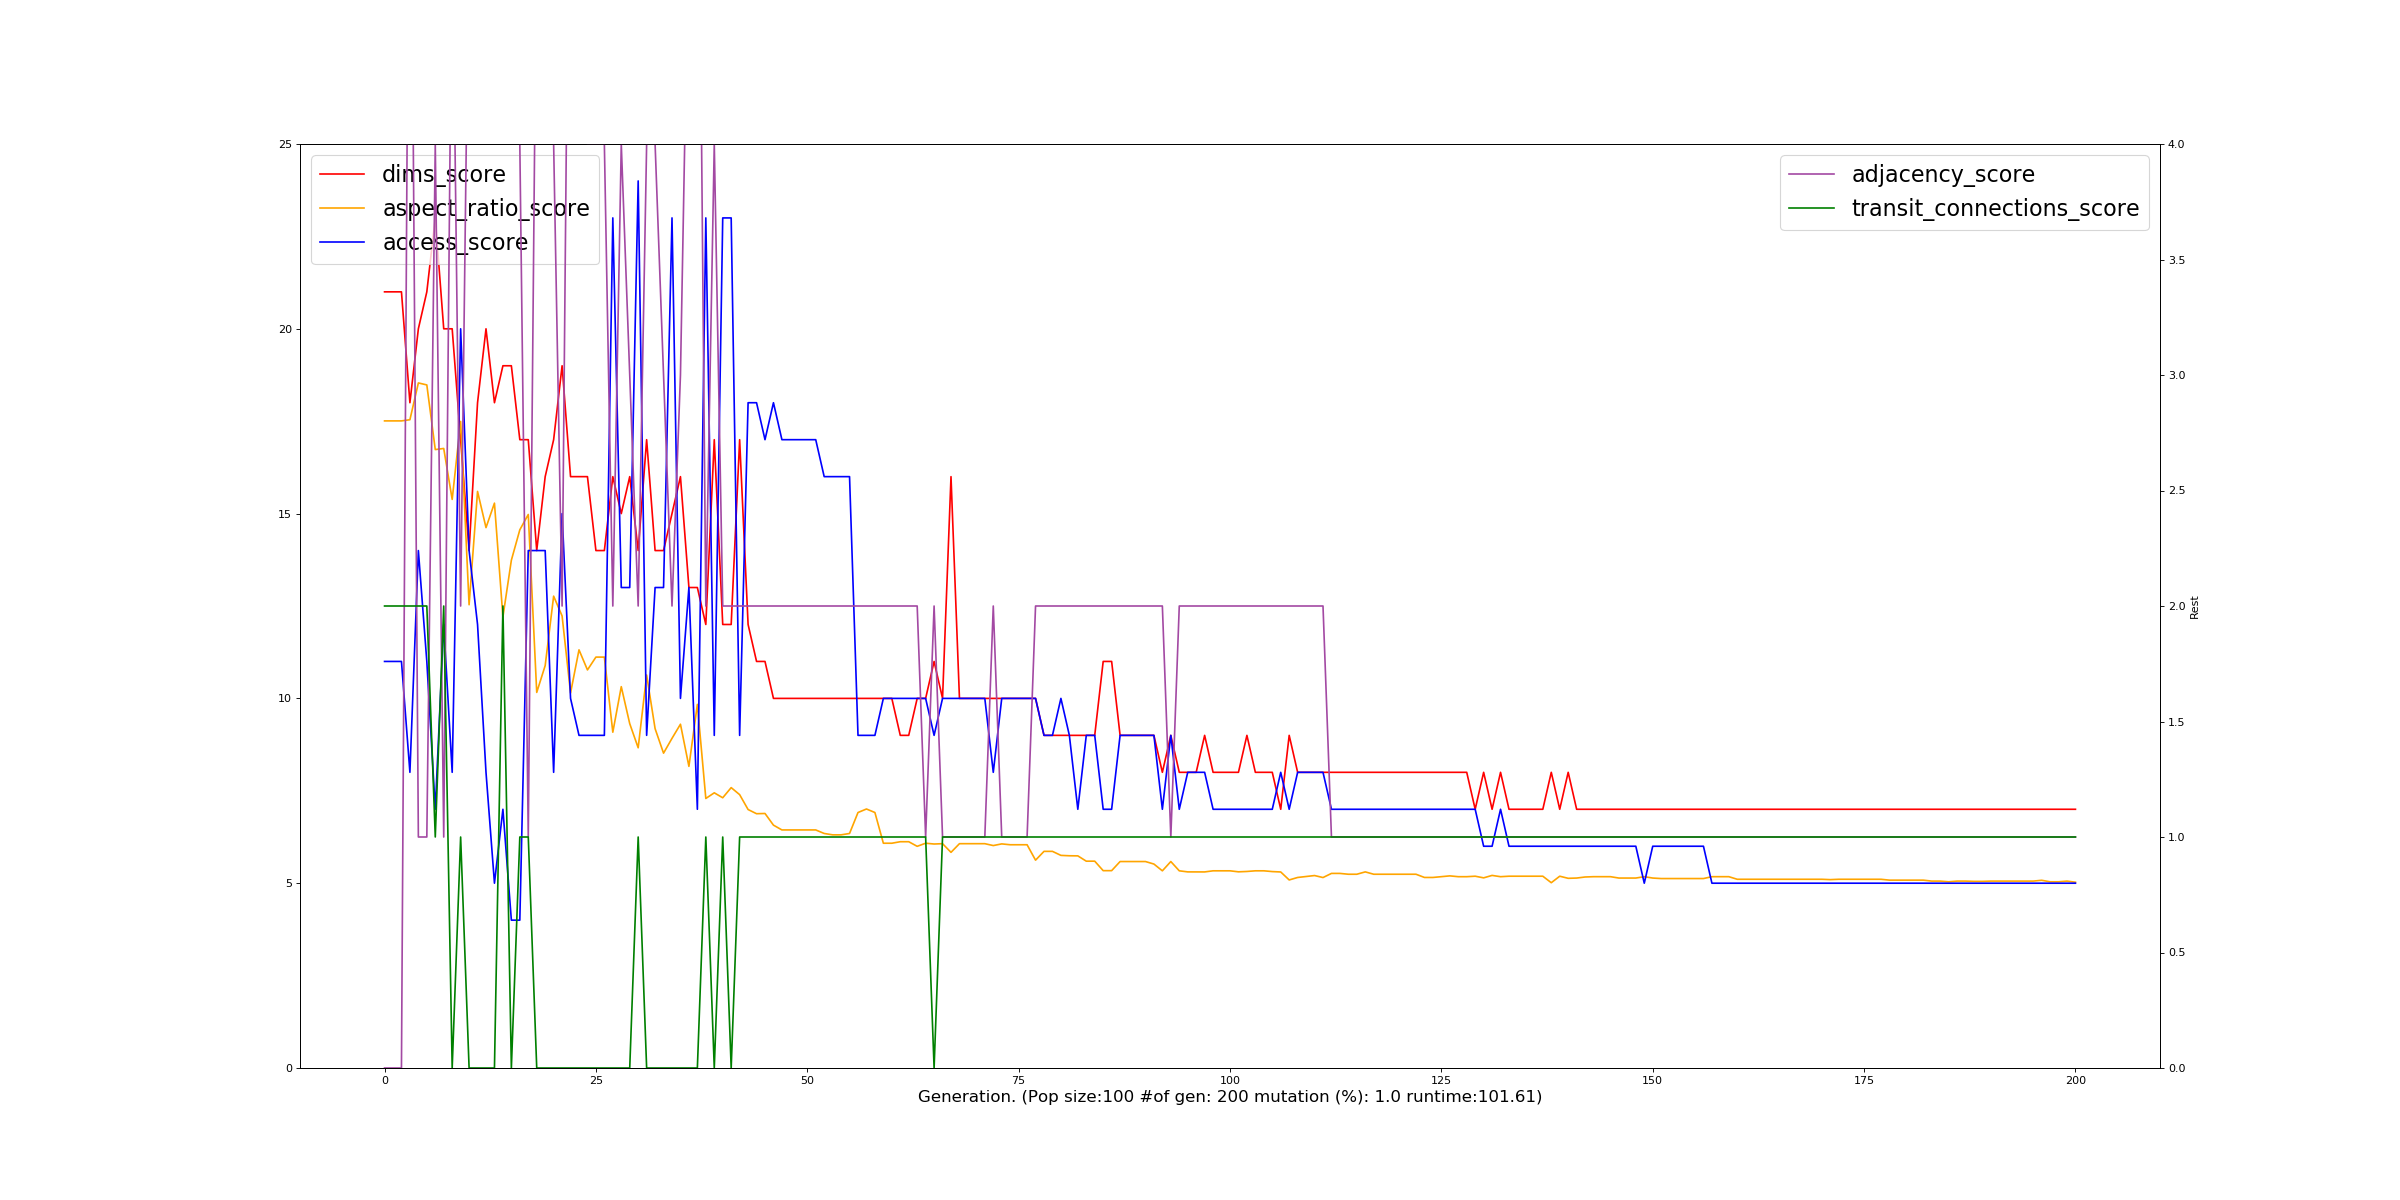 25
20
15
10
5
0
dims_score
aspect_ratio_score
access_score
adjacency_score
transit_connections_score
4.0
3.5
3.0
2.5
2.0
1.5
1.0
0.5
0.0
Rest
0 25 50 75 100 125 150 175 200
Generation. (Pop size:100 #of gen: 200 mutation (%): 1.0 runtime:101.61)